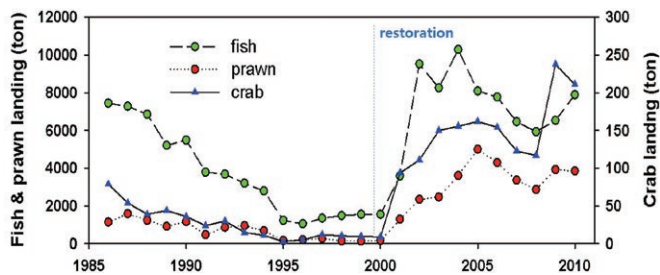 12000
10000
8000
6000
4000
2000
0
Fish & prawn landing (ton)
restoration
fish
prawn
crab
300
250
200
150
100
50
0
Crab landng (ton)
1985 1990 1995 2000 2005 2010